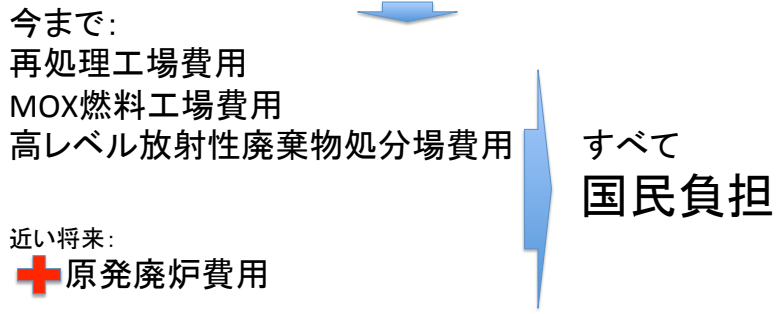 今まで:
再処理工場費用
MOX燃料工場費用
高レベル放射性廃棄物処分場費用
すべて
国民負担
近い将来:
原発廃炉費用